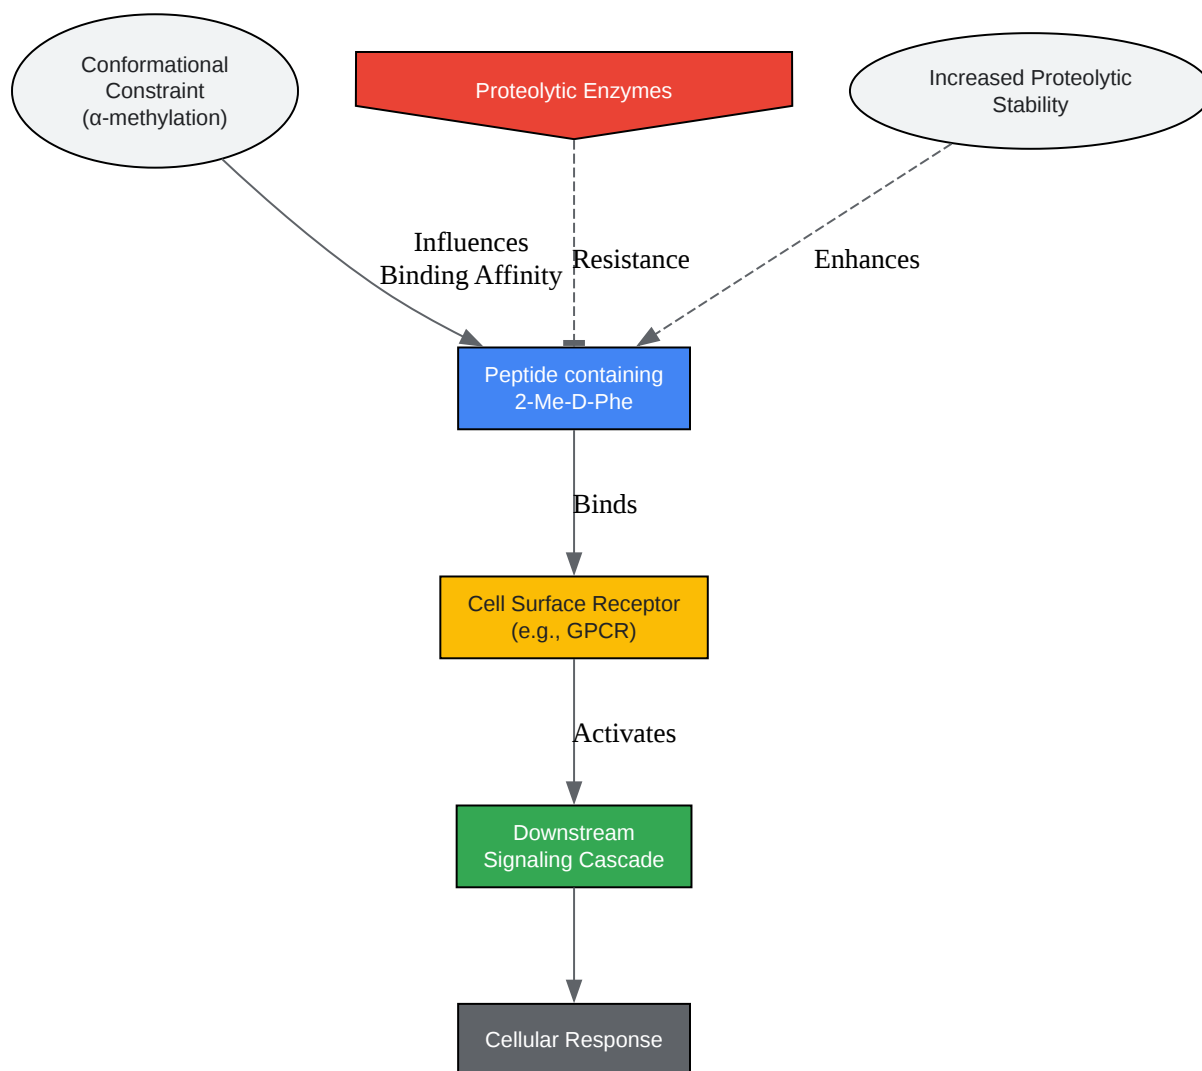 Conformational
Constraint
(α-methylation)
Proteolytic Enzymes
Increased Proteolytic
Stability
Influences
Binding Affinity
Resistance
Enhances
Peptide containing
2-Me-D-Phe
Binds
Cell Surface Receptor
(e.g., GPCR)
Activates
Downstream
Signaling Cascade
Cellular Response